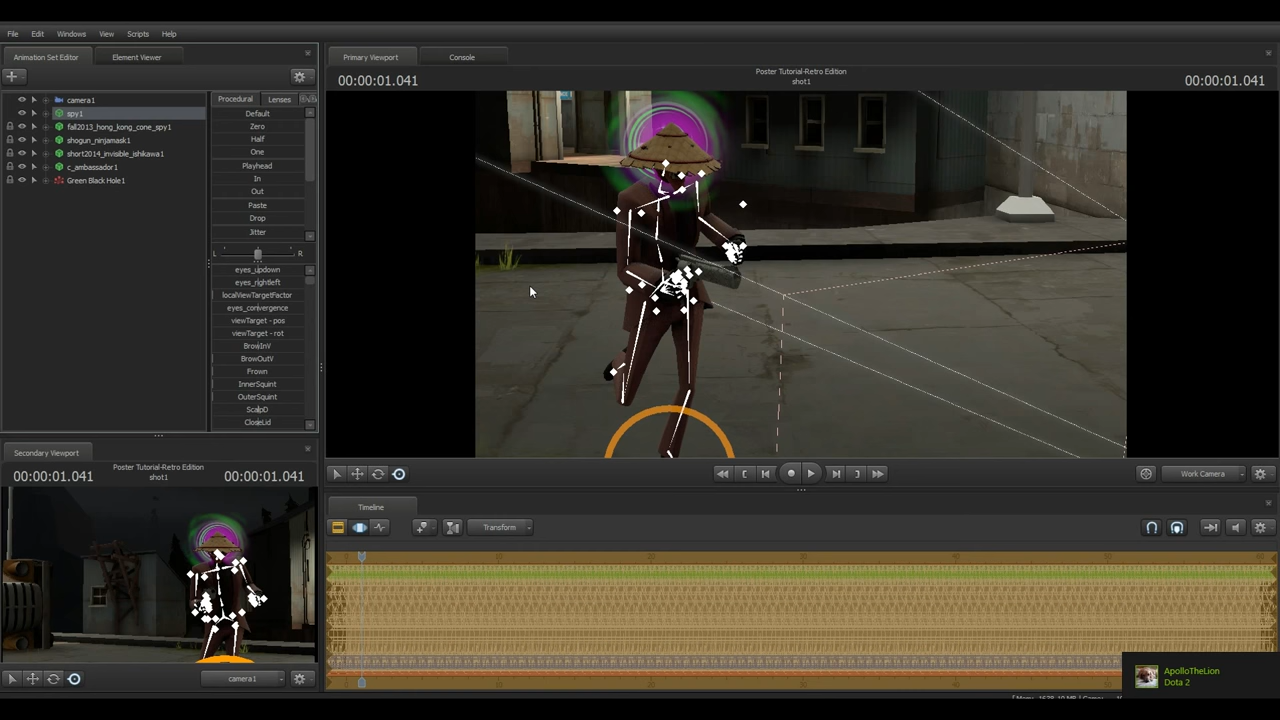 File Edit Windows View Scripts Help
Animation Set Editor Element Viewer
camera1
spy1
fall2013_hong_kong_cone_spy1
shogun_ninjamask1
short2014_invisible_ishikawa1
c_ambassador1
Green Black Hole1
Procedural Lenses
Default
Zero
Half
One
Playhead
In
Out
Paste
Drop
Jitter
L R
eyes_updown
eyes_rightleft
localViewTargetFactor
eyes_convergence
viewTarget - pos
viewTarget - rot
BrowInV
BrowOutV
Frown
InnerSquint
OuterSquint
ScalpD
CloseLid
Primary Viewport Console
00:00:01.041
Poster Tutorial-Retro Edition
shot1
00:00:01.041
Work Camera
Secondary Viewport
00:00:01.041
Poster Tutorial-Retro Edition
shot1
00:00:01.041
camera1
Timeline
Transform
ApolloTheLion
Dota 2